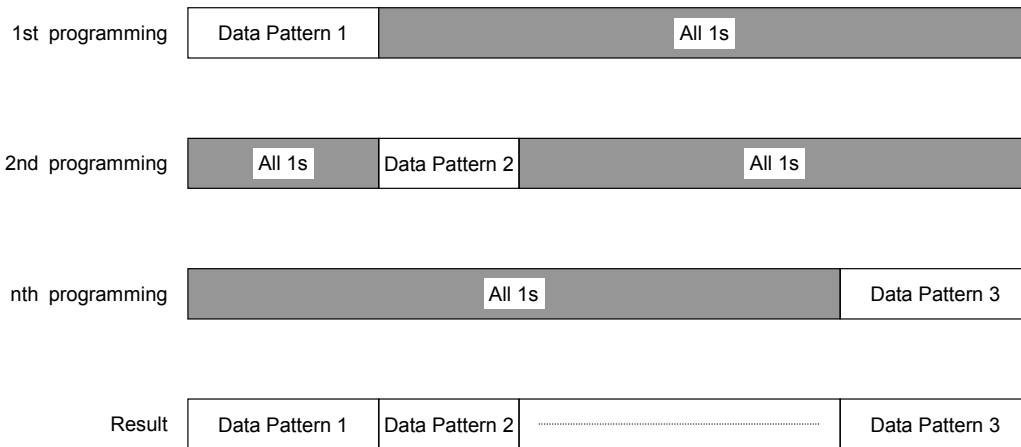 1st programming Data Pattern 1 All 1s
2nd programming All 1s Data Pattern 2 All 1s
nth programming All 1s Data Pattern 3
Result Data Pattern 1 Data Pattern 2 Data Pattern 3